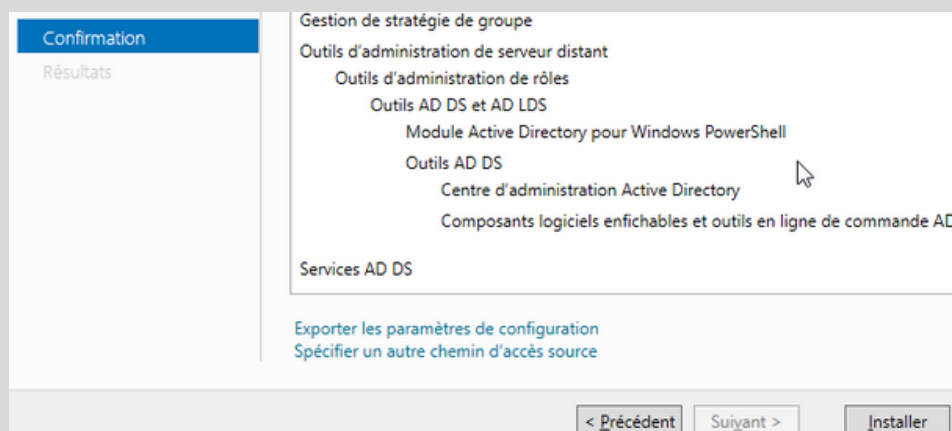 Confirmation
Résultats
Gestion de stratégie de groupe
Outils d'administration de serveur distant
Outils d'administration de rôles
Outils AD DS et AD LDS
Module Active Directory pour Windows PowerShell
Outils AD DS
Centre d'administration Active Directory
Composants logiciels enfichables et outils en ligne de commande AD
Services AD DS
Exporter les paramètres de configuration
Spécifier un autre chemin d'accès source
< Précédent Suivant > Installer